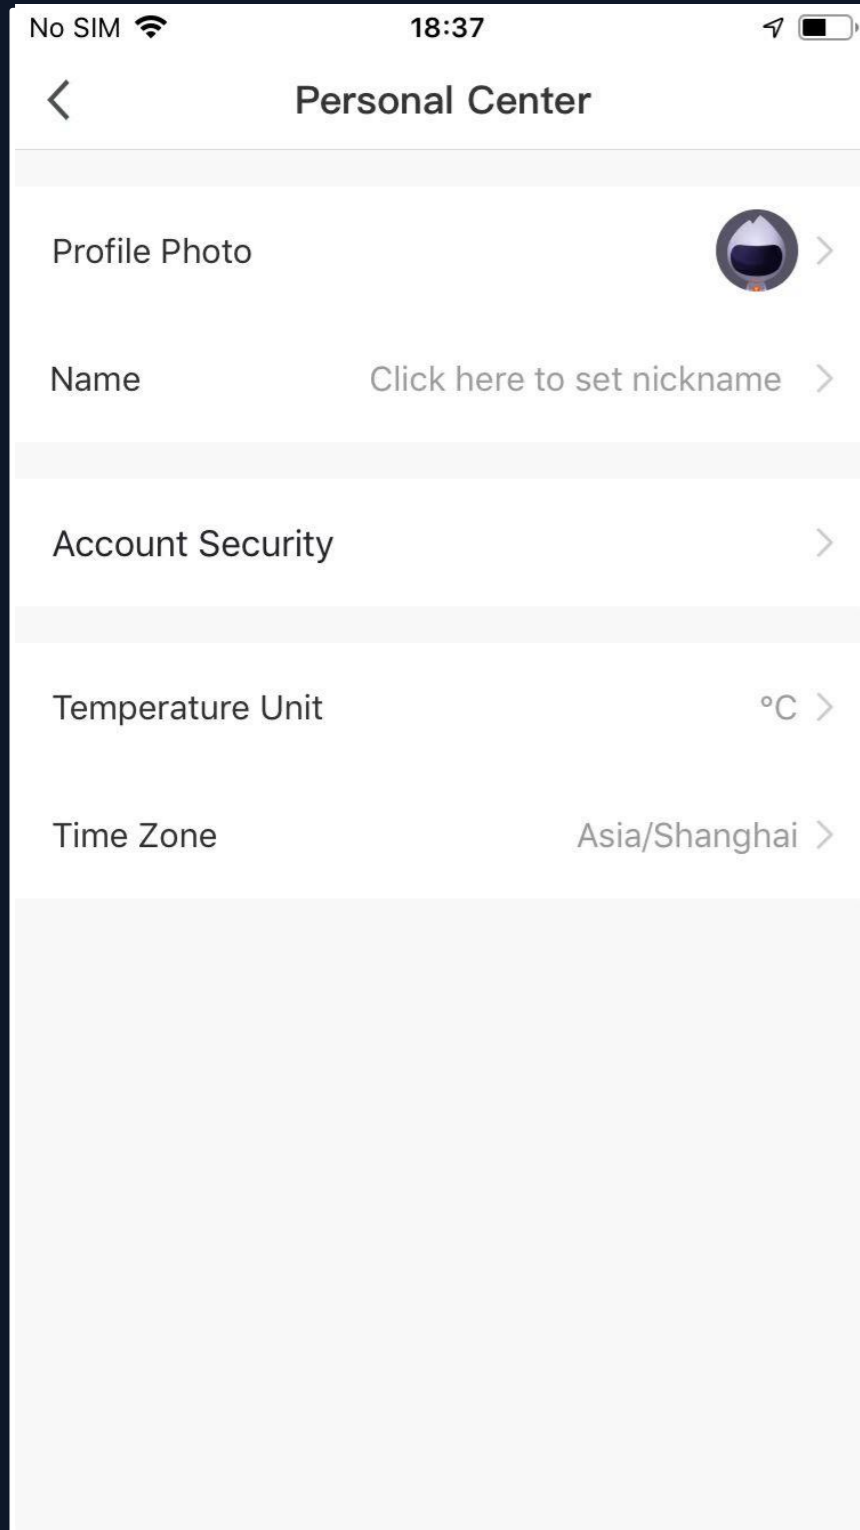 No SIM
18:37
Personal Center
Profile Photo
Name Click here to set nickname
Account Security
Temperature Unit °C
Time Zone Asia/Shanghai